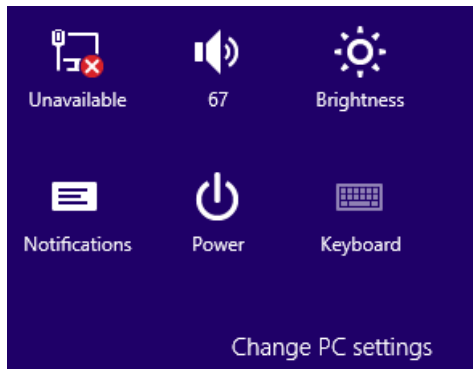 Unavailable
67
Brightness
Notifications
Power
Keyboard
Change PC settings